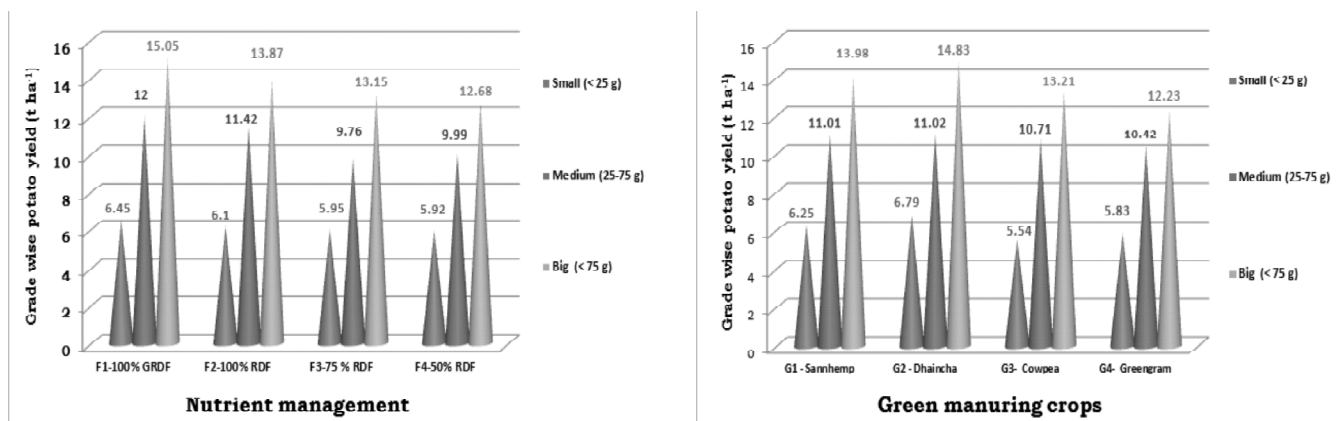 Grade wise potato yield (t ha⁻¹)
16
14
12
10
8
6
4
2
0
6.45
12
15.05
6.1
11.42
13.87
5.95
9.76
13.15
5.92
9.99
12.68
F1-100% GRDF
F2-100% RDF
F3-75 % RDF
F4-50% RDF
Nutrient management
Small (< 25 g)
Medium (25-75 g)
Big (< 75 g)
Grade wise potato yield (t ha⁻¹)
16
14
12
10
8
6
4
2
0
6.25
11.01
13.98
6.79
11.02
14.83
5.54
10.71
13.21
5.83
10.42
12.23
G1 - Sannhemp
G2 - Dhaincha
G3- Cowpea
G4- Greengram
Green manuring crops
Small (< 25 g)
Medium (25-75 g)
Big (< 75 g)